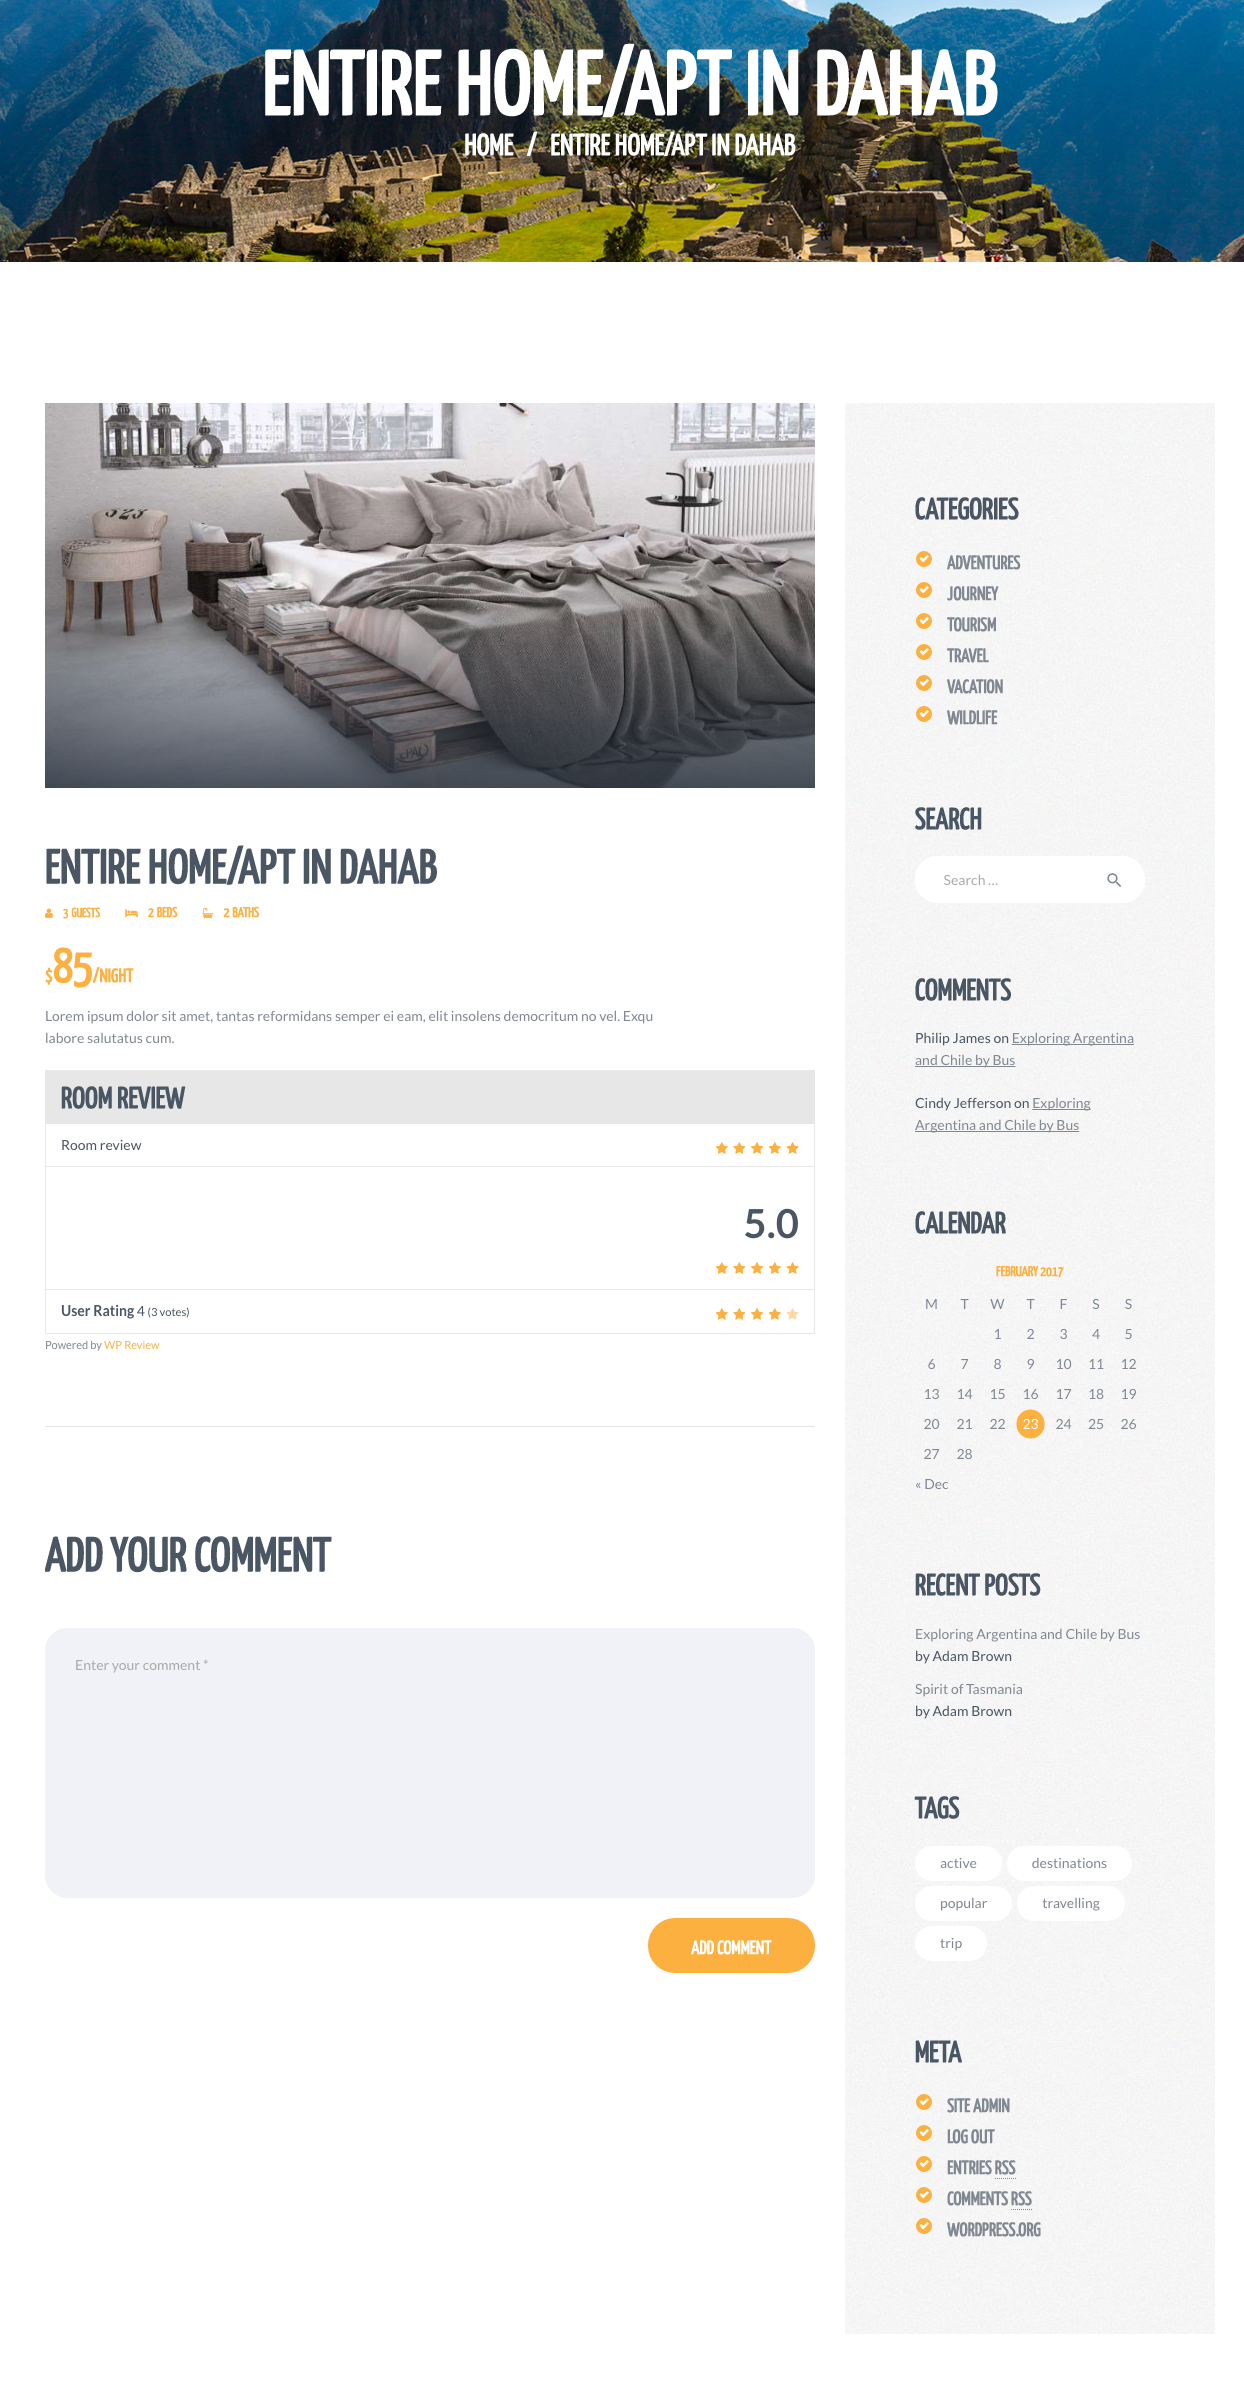 ENTIRE HOME/APT IN DAHAB
HOME / ENTIRE HOME/APT IN DAHAB
323
EPAL
ENTIRE HOME/APT IN DAHAB
3 GUESTS 2 BEDS 2 BATHS
$85/NIGHT
Lorem ipsum dolor sit amet, tantas reformidans semper ei eam, elit insolens democritum no vel. Exqu
labore salutatus cum.
ROOM REVIEW
Room review
5.0
User Rating 4 (3 votes)
Powered by WP Review
ADD YOUR COMMENT
Enter your comment *
ADD COMMENT
CATEGORIES
ADVENTURES
JOURNEY
TOURISM
TRAVEL
VACATION
WILDLIFE
SEARCH
Search ...
COMMENTS
Philip James on Exploring Argentina
and Chile by Bus
Cindy Jefferson on Exploring
Argentina and Chile by Bus
CALENDAR
FEBRUARY 2017
M T W T F S S
1 2 3 4 5
6 7 8 9 10 11 12
13 14 15 16 17 18 19
20 21 22 23 24 25 26
27 28
« Dec
RECENT POSTS
Exploring Argentina and Chile by Bus
by Adam Brown
Spirit of Tasmania
by Adam Brown
TAGS
active destinations
popular travelling
trip
META
SITE ADMIN
LOG OUT
ENTRIES RSS
COMMENTS RSS
WORDPRESS.ORG